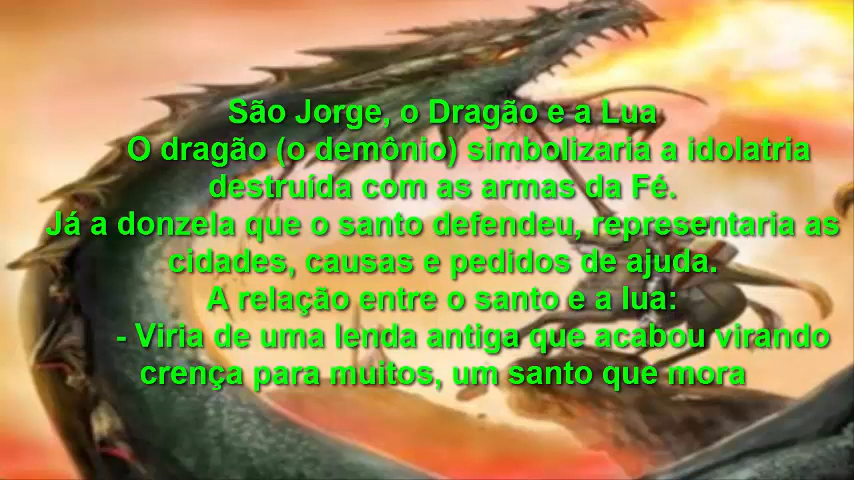 São Jorge, o Dragão e a Lua
O dragão (o demônio) simbolizaria a idolatria
destruída com as armas da Fé.
Já a donzela que o santo defendeu, representaria as
cidades, causas e pedidos de ajuda.
A relação entre o santo e a lua:
- Viria de uma lenda antiga que acabou virando
crença para muitos, um santo que mora